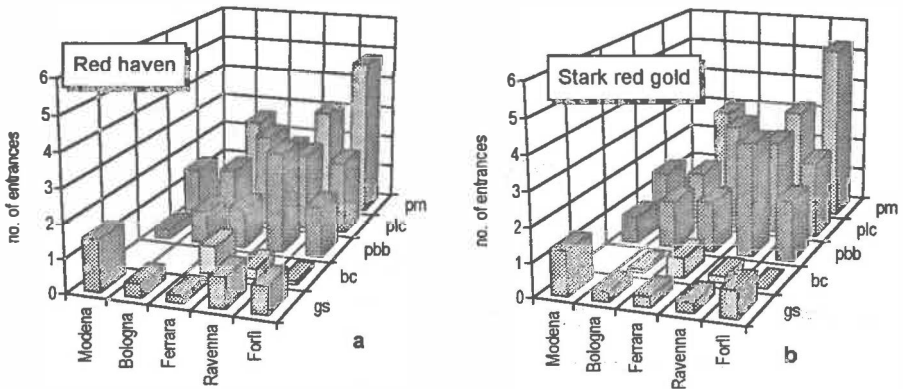 Red haven
no. of entrances
6
5
4
3
2
1
0
Modena
Bologna
Ferrara
Ravenna
Forlì
gs
bc
pbb
plc
pm
a
Stark red gold
no. of entrances
6
5
4
3
2
1
0
Modena
Bologna
Ferrara
Ravenna
Forlì
gs
bc
pbb
plc
pm
b